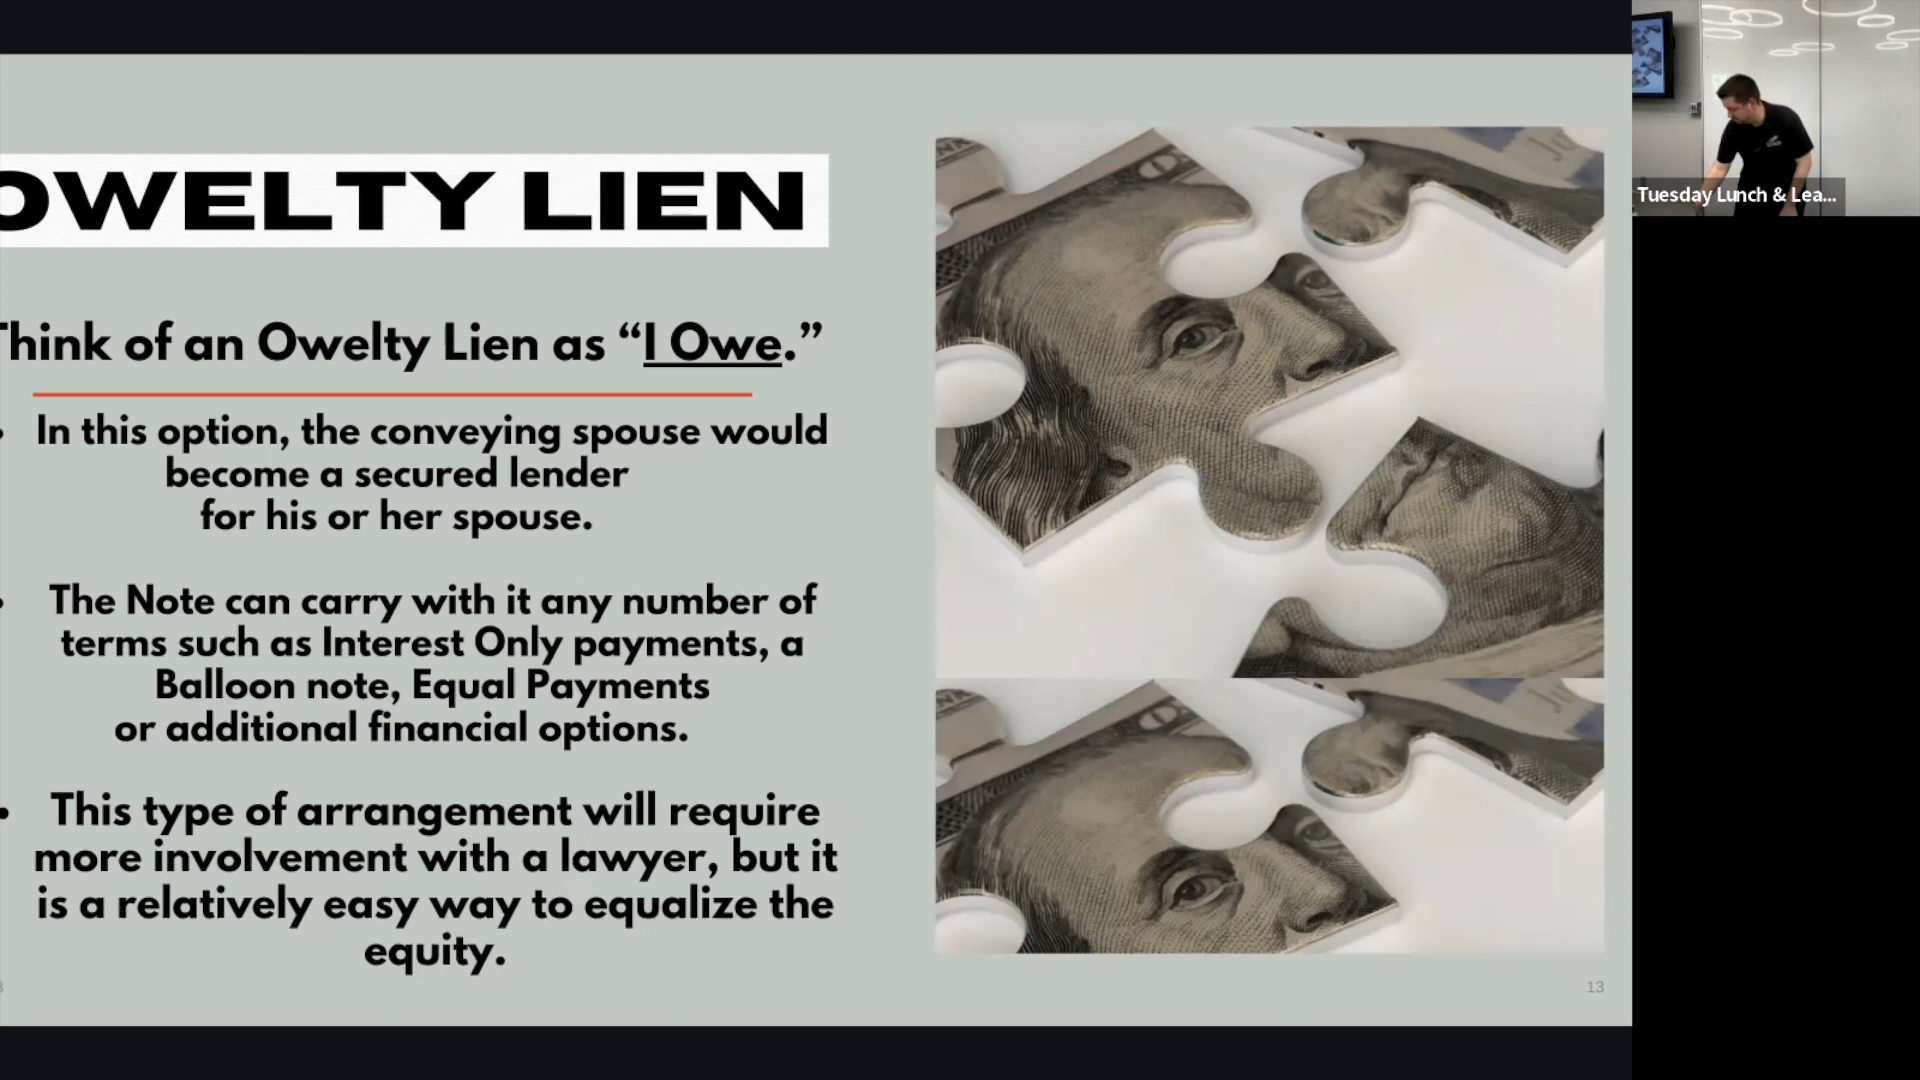 OWELTY LIEN
Think of an Owelty Lien as “I Owe.”
• In this option, the conveying spouse would
become a secured lender
for his or her spouse.
• The Note can carry with it any number of
terms such as Interest Only payments, a
Balloon note, Equal Payments
or additional financial options.
• This type of arrangement will require
more involvement with a lawyer, but it
is a relatively easy way to equalize the
equity.
13
Tuesday Lunch & Lea...